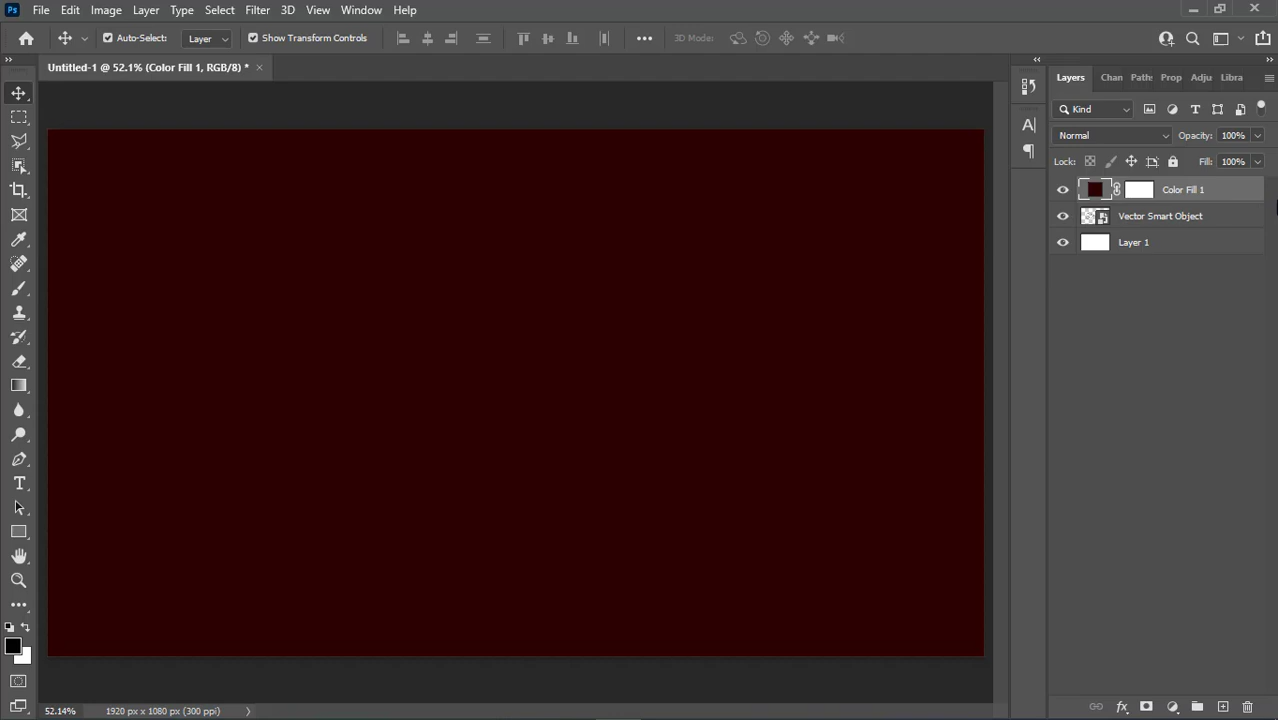 Ps File Edit Image Layer Type Select Filter 3D View Window Help
Auto-Select: Layer Show Transform Controls 3D Mode:
Untitled-1 @ 52.1% (Color Fill 1, RGB/8) *
Layers Chan Paths Prop Adju Libra
Kind
Normal Opacity: 100%
Lock: Fill: 100%
Color Fill 1
Vector Smart Object
Layer 1
52.14% 1920 px x 1080 px (300 ppi)